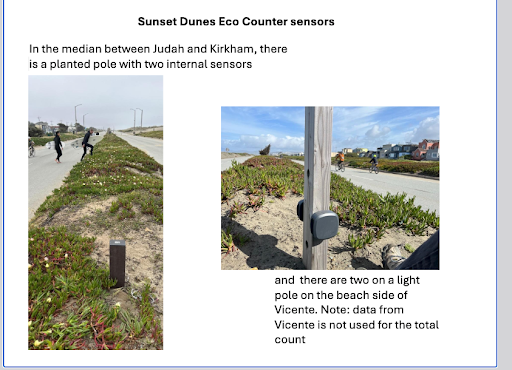 Sunset Dunes Eco Counter sensors
In the median between Judah and Kirkham, there
is a planted pole with two internal sensors
and there are two on a light
pole on the beach side of
Vicente. Note: data from
Vicente is not used for the total
count